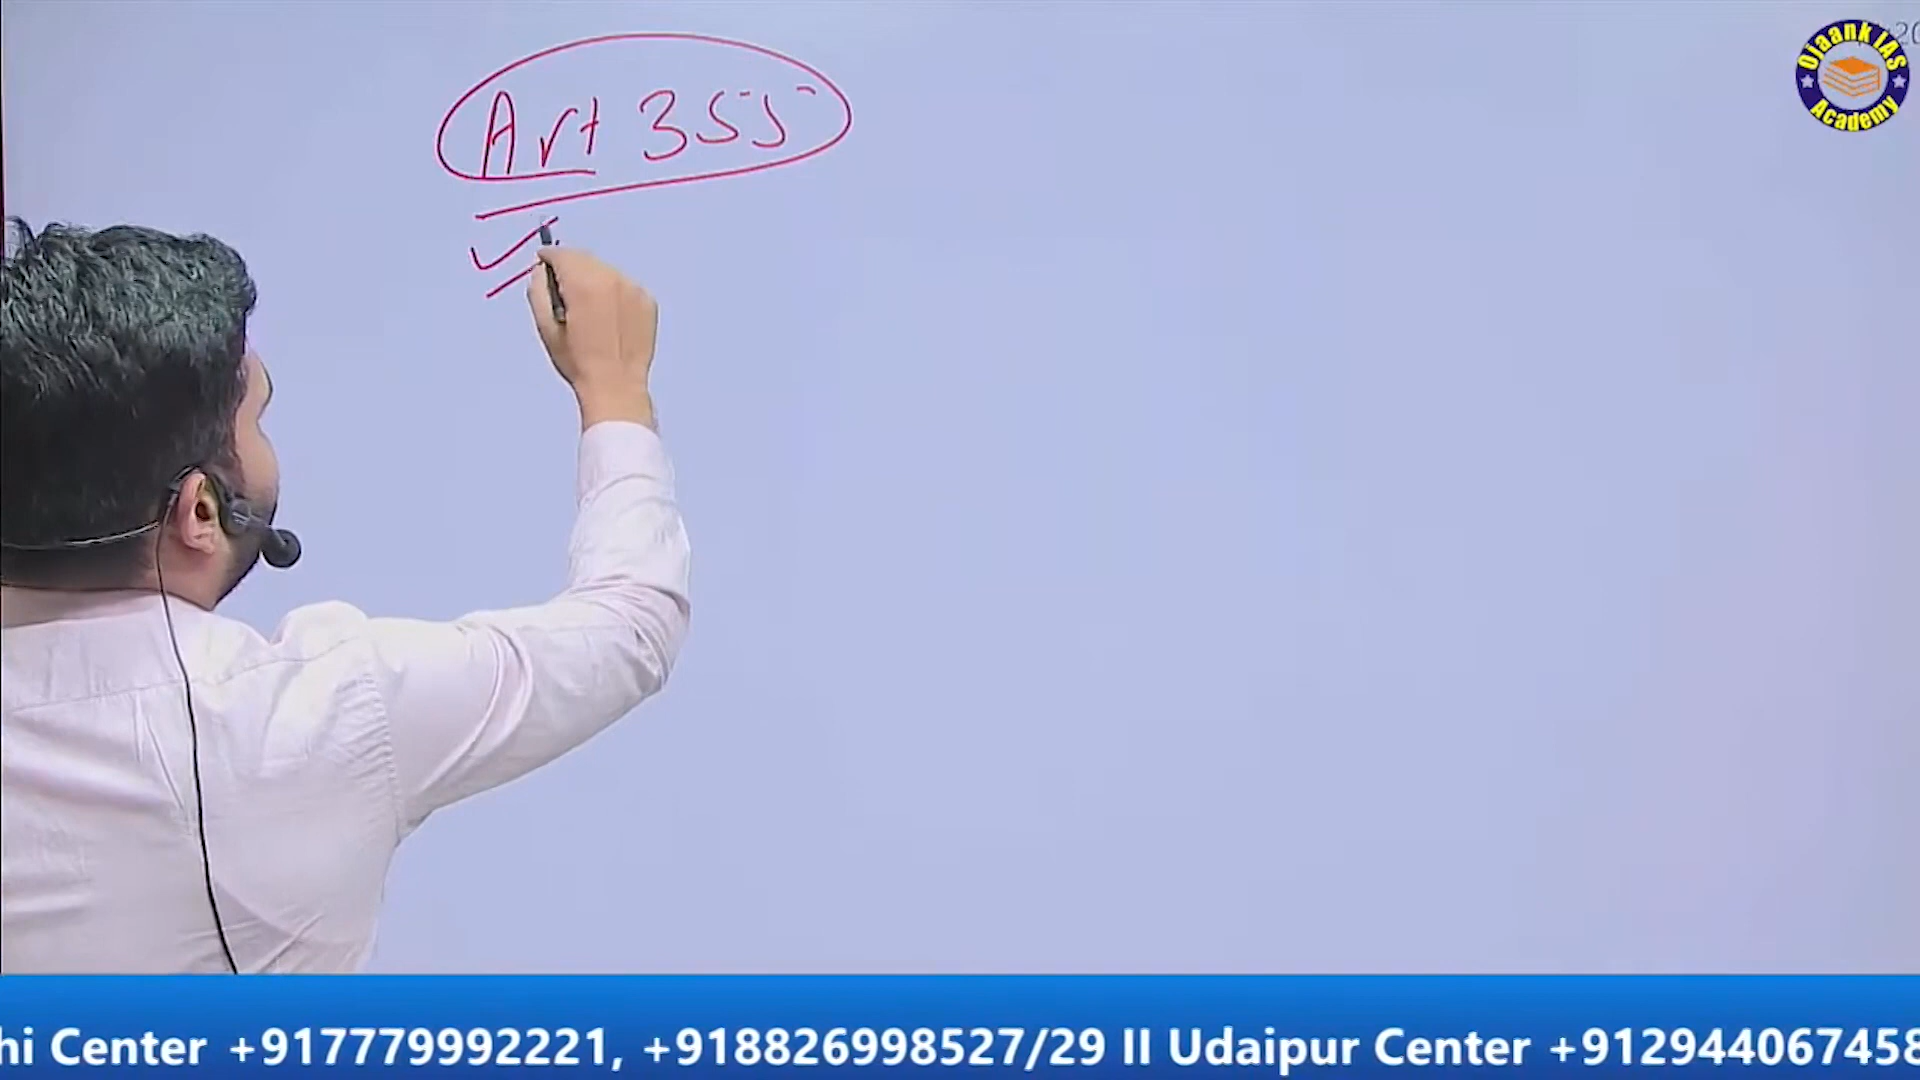 Art 355
Ojaank IAS
Academy
hi Center +917779992221, +918826998527/29 II Udaipur Center +912944067458